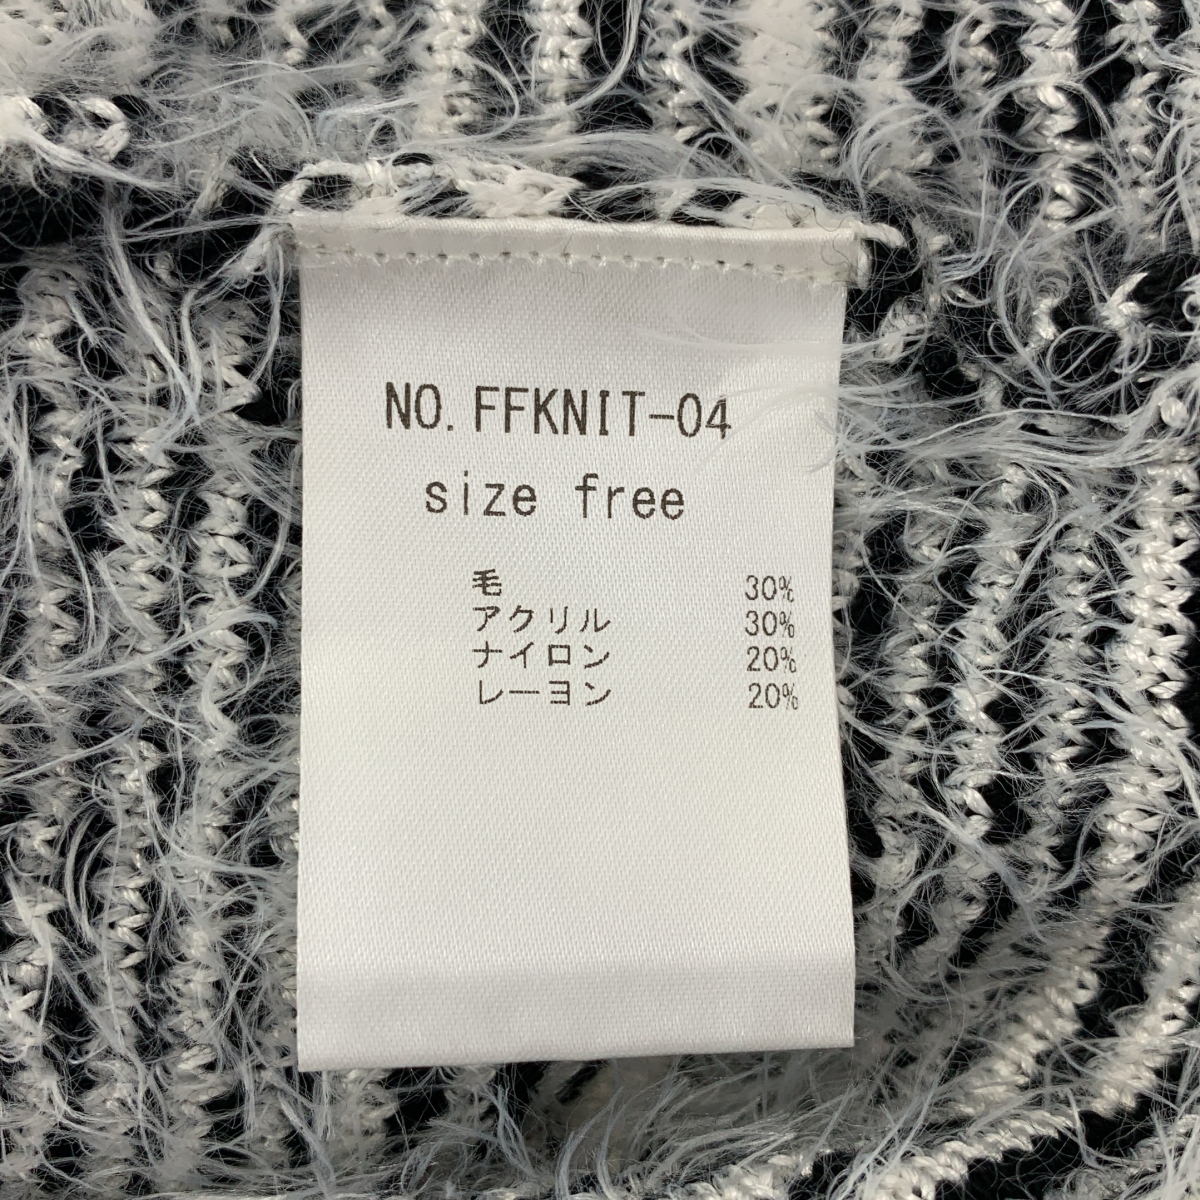 NO. FFKNIT-04
size free
毛 30%
アクリル 30%
ナイロン 20%
レーヨン 20%